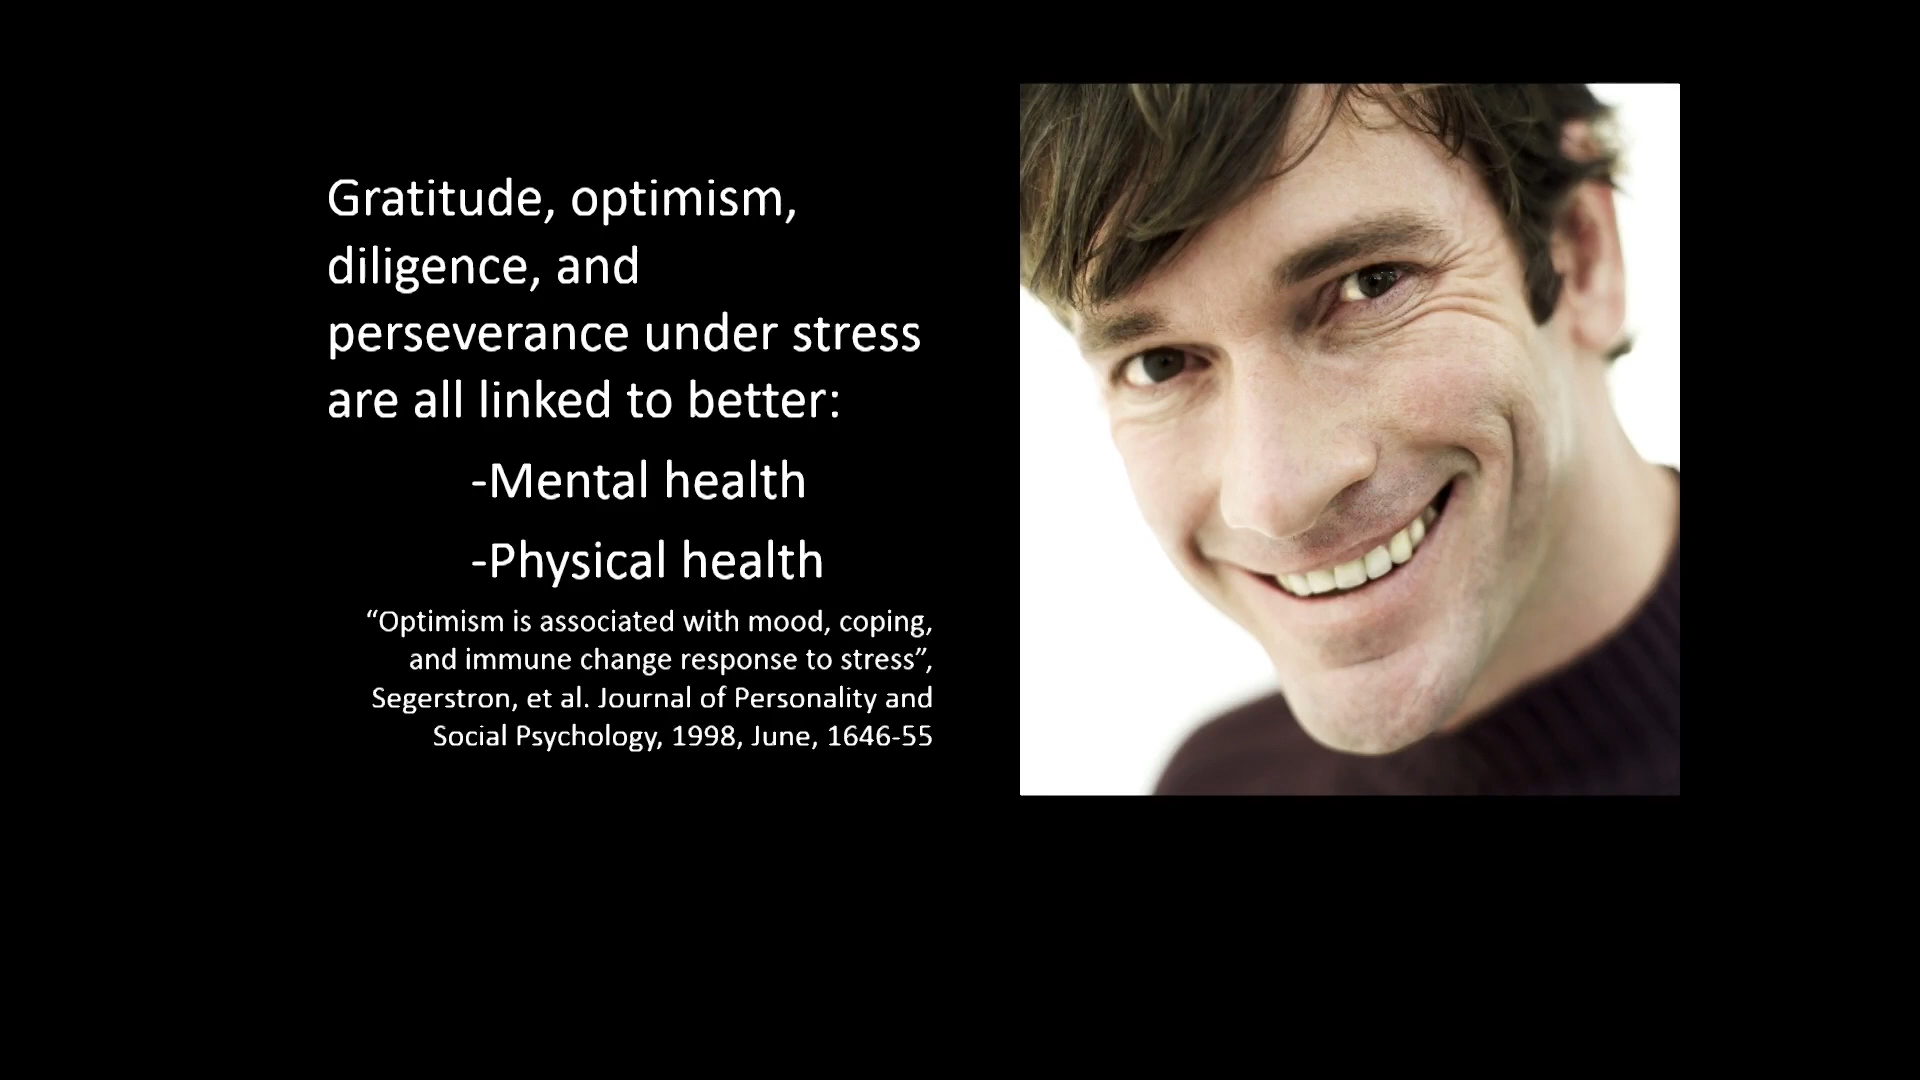 Gratitude, optimism,
diligence, and
perseverance under stress
are all linked to better:
-Mental health
-Physical health
“Optimism is associated with mood, coping,
and immune change response to stress”,
Segerstron, et al. Journal of Personality and
Social Psychology, 1998, June, 1646-55